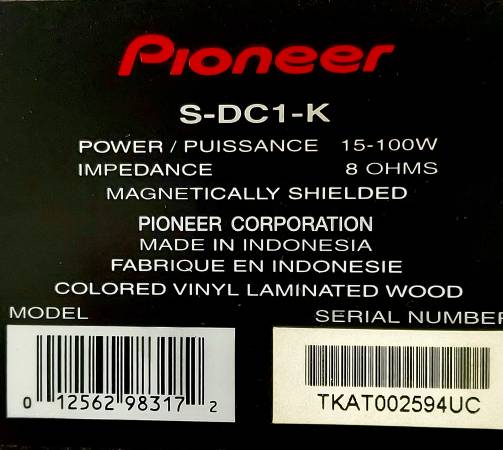 Pioneer
S-DC1-K
POWER / PUISSANCE 15-100W
IMPEDANCE 8 OHMS
MAGNETICALLY SHIELDED
PIONEER CORPORATION
MADE IN INDONESIA
FABRIQUE EN INDONESIE
COLORED VINYL LAMINATED WOOD
MODEL SERIAL NUMBER
0 12562 98317 2
TKAT002594UC